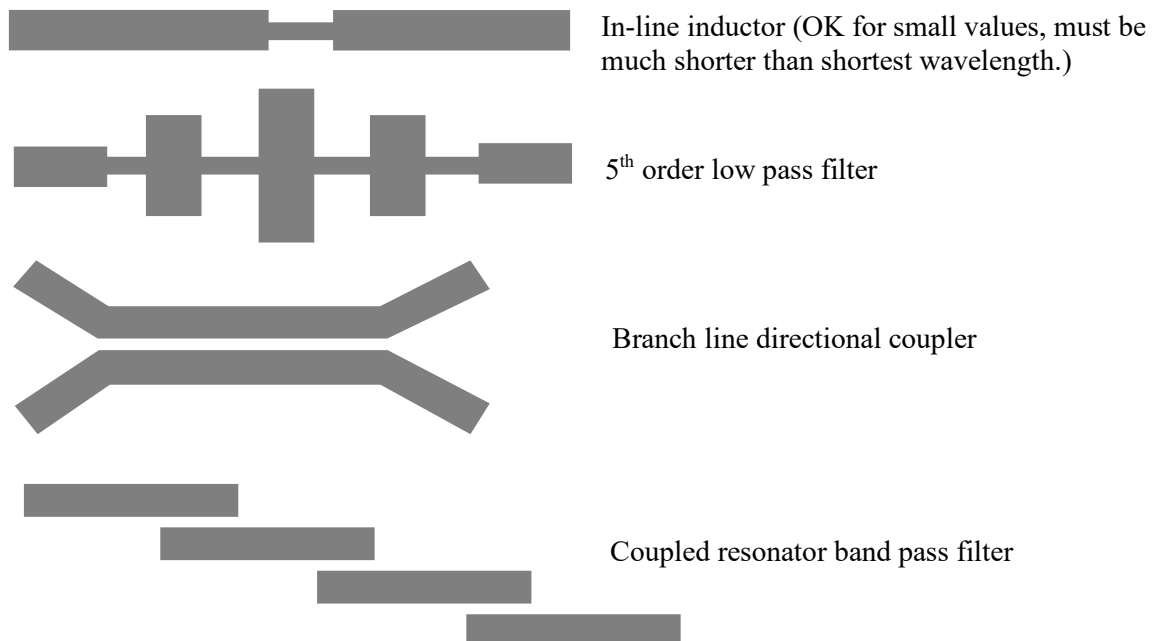 In-line inductor (OK for small values, must be
much shorter than shortest wavelength.)
5th order low pass filter
Branch line directional coupler
Coupled resonator band pass filter